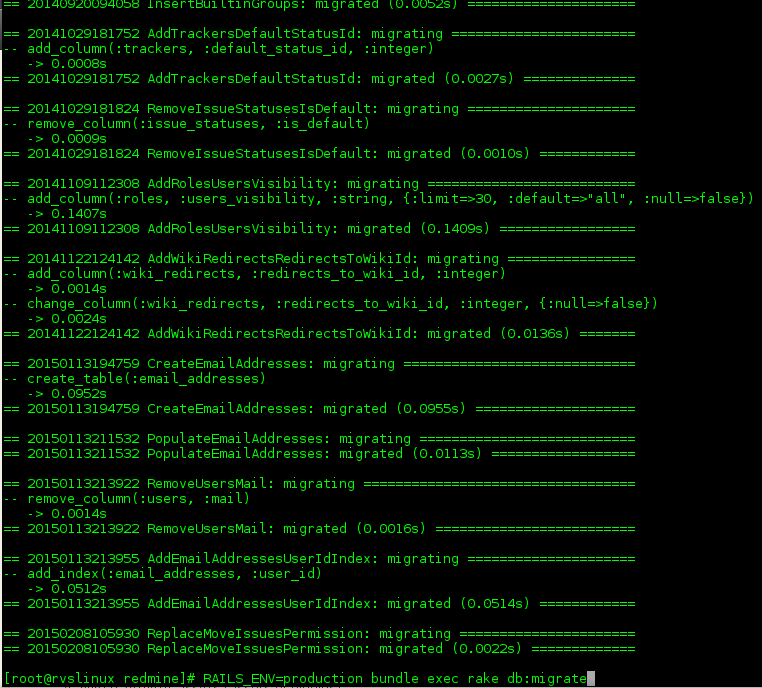 == 20140920094058 InsertBuiltinGroups: migrated (0.0052s) ======================
== 20141029181752 AddTrackersDefaultStatusId: migrating =======================
-- add_column(:trackers, :default_status_id, :integer)
   -> 0.0008s
== 20141029181752 AddTrackersDefaultStatusId: migrated (0.0027s) ==============
== 20141029181824 RemoveIssueStatusesIsDefault: migrating =====================
-- remove_column(:issue_statuses, :is_default)
   -> 0.0009s
== 20141029181824 RemoveIssueStatusesIsDefault: migrated (0.0010s) ============
== 20141109112308 AddRolesUsersVisibility: migrating ==========================
-- add_column(:roles, :users_visibility, :string, {:limit=>30, :default=>"all", :null=>false})
   -> 0.1407s
== 20141109112308 AddRolesUsersVisibility: migrated (0.1409s) =================
== 20141122124142 AddWikiRedirectsRedirectsToWikiId: migrating ================
-- add_column(:wiki_redirects, :redirects_to_wiki_id, :integer)
   -> 0.0014s
-- change_column(:wiki_redirects, :redirects_to_wiki_id, :integer, {:null=>false})
   -> 0.0024s
== 20141122124142 AddWikiRedirectsRedirectsToWikiId: migrated (0.0136s) =======
== 20150113194759 CreateEmailAddresses: migrating =============================
-- create_table(:email_addresses)
   -> 0.0952s
== 20150113194759 CreateEmailAddresses: migrated (0.0955s) ====================
== 20150113211532 PopulateEmailAddresses: migrating ===========================
== 20150113211532 PopulateEmailAddresses: migrated (0.0113s) ==================
== 20150113213922 RemoveUsersMail: migrating ==================================
-- remove_column(:users, :mail)
   -> 0.0014s
== 20150113213922 RemoveUsersMail: migrated (0.0016s) =========================
== 20150113213955 AddEmailAddressesUserIdIndex: migrating =====================
-- add_index(:email_addresses, :user_id)
   -> 0.0512s
== 20150113213955 AddEmailAddressesUserIdIndex: migrated (0.0514s) ============
== 20150208105930 ReplaceMoveIssuesPermission: migrating ======================
== 20150208105930 ReplaceMoveIssuesPermission: migrated (0.0022s) =============
[root@rvslinux redmine]# RAILS_ENV=production bundle exec rake db:migrate